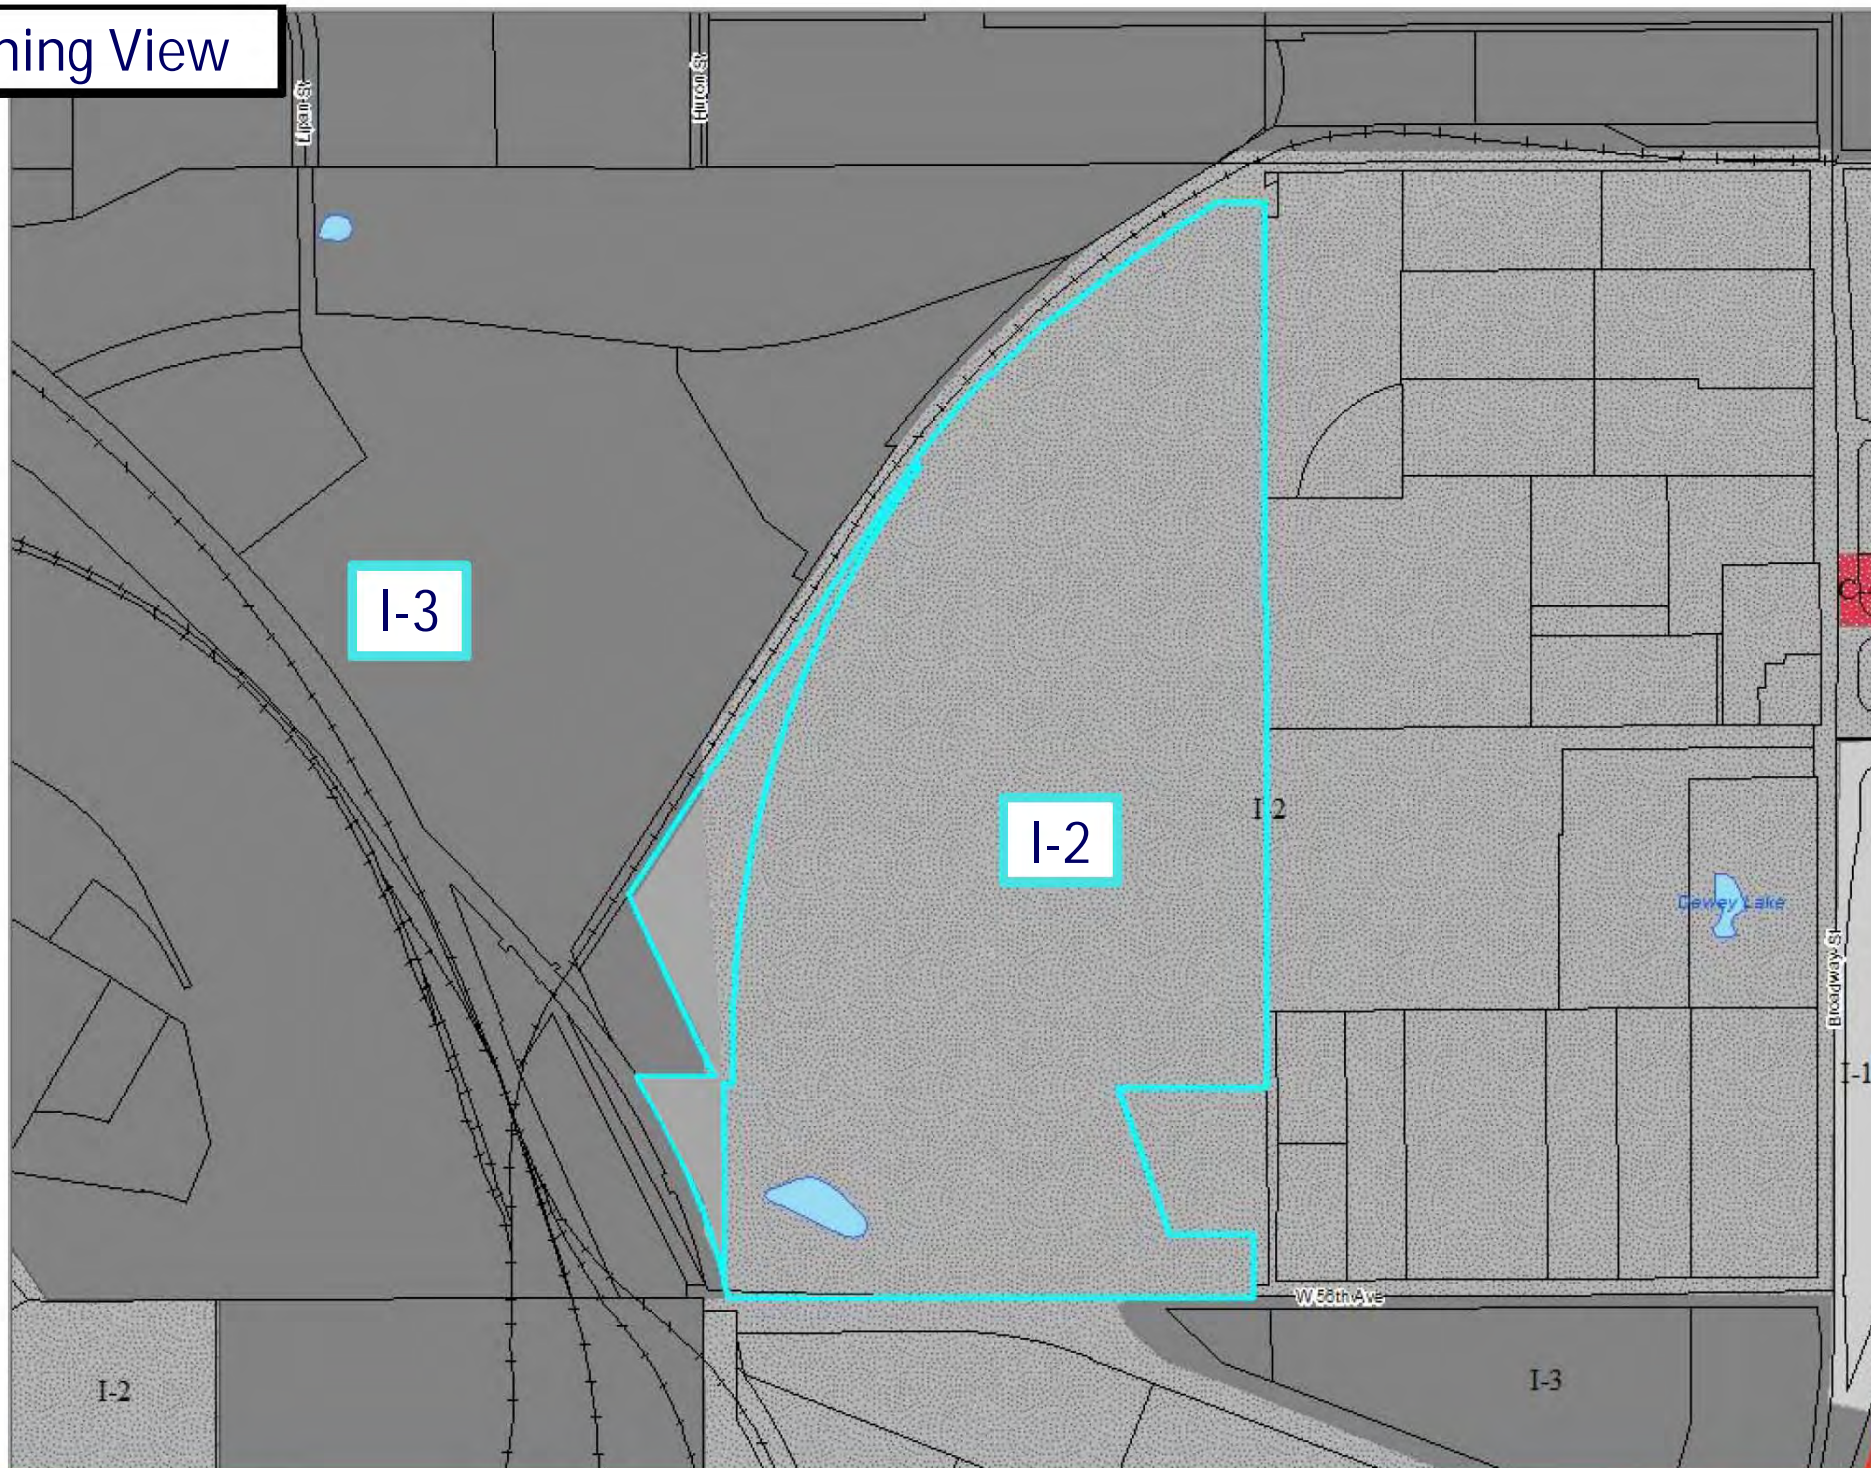 ning View
Lipan St
Huron St
I-3
C-
I-2
I-2
Dewey Lake
Broadway St
I-1
W 56th Ave
I-2
I-3